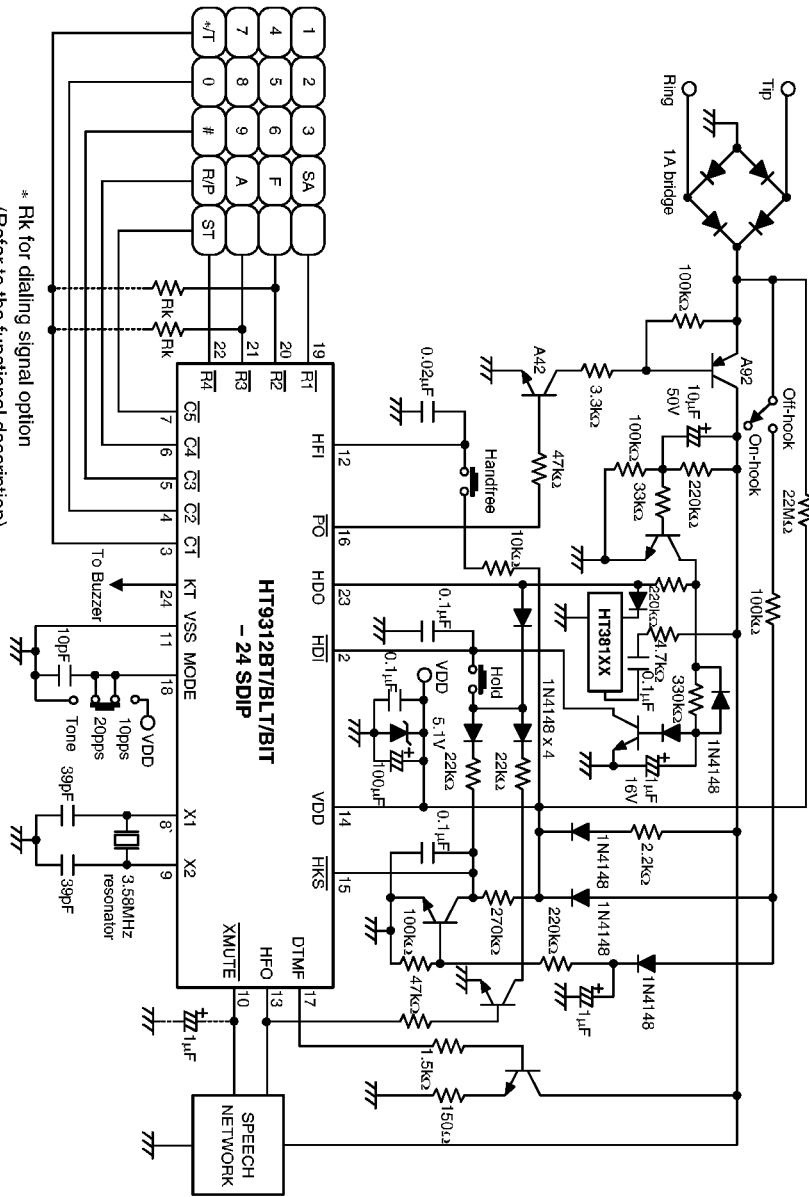 Tip
Ring
1A bridge
Off-hook
On-hook
22MΩ
100kΩ
A92
100kΩ
3.3kΩ
A42
47kΩ
10µF
50V
220kΩ
100kΩ
33kΩ
220kΩ
HT381XX
4.7kΩ
0.1µF
330kΩ
1N4148
1µF
16V
2.2kΩ
1N4148
1N4148
1N4148
220kΩ
1µF
270kΩ
100kΩ
47kΩ
1.5kΩ
150Ω
0.02µF
Handfree
10kΩ
0.1µF
Hold
1N4148 x 4
VDD
0.1µF
5.1V
100µF
22kΩ
22kΩ
0.1µF
1 2 3 SA
4 5 6 F
7 8 9 A
*/T 0 # R/P ST
Rk
Rk
19 R1
20 R2
21 R3
22 R4
HFI 12
PO 16
HDO 23
HDI 2
VDD 14
HKS 15
DTMF 17
HFO 13
XMUTE 10
HT9312BT/BLT/BIT
– 24 SDIP
C5 7
C4 6
C3 5
C2 4
C1 3
KT 24
VSS 11
MODE 18
X1 8`
X2 9
To Buzzer
10pF
VDD
10pps
20pps
Tone
39pF
39pF
3.58MHz
resonator
1µF
SPEECH
NETWORK
* Rk for dialing signal option
(Refer to the functional description)